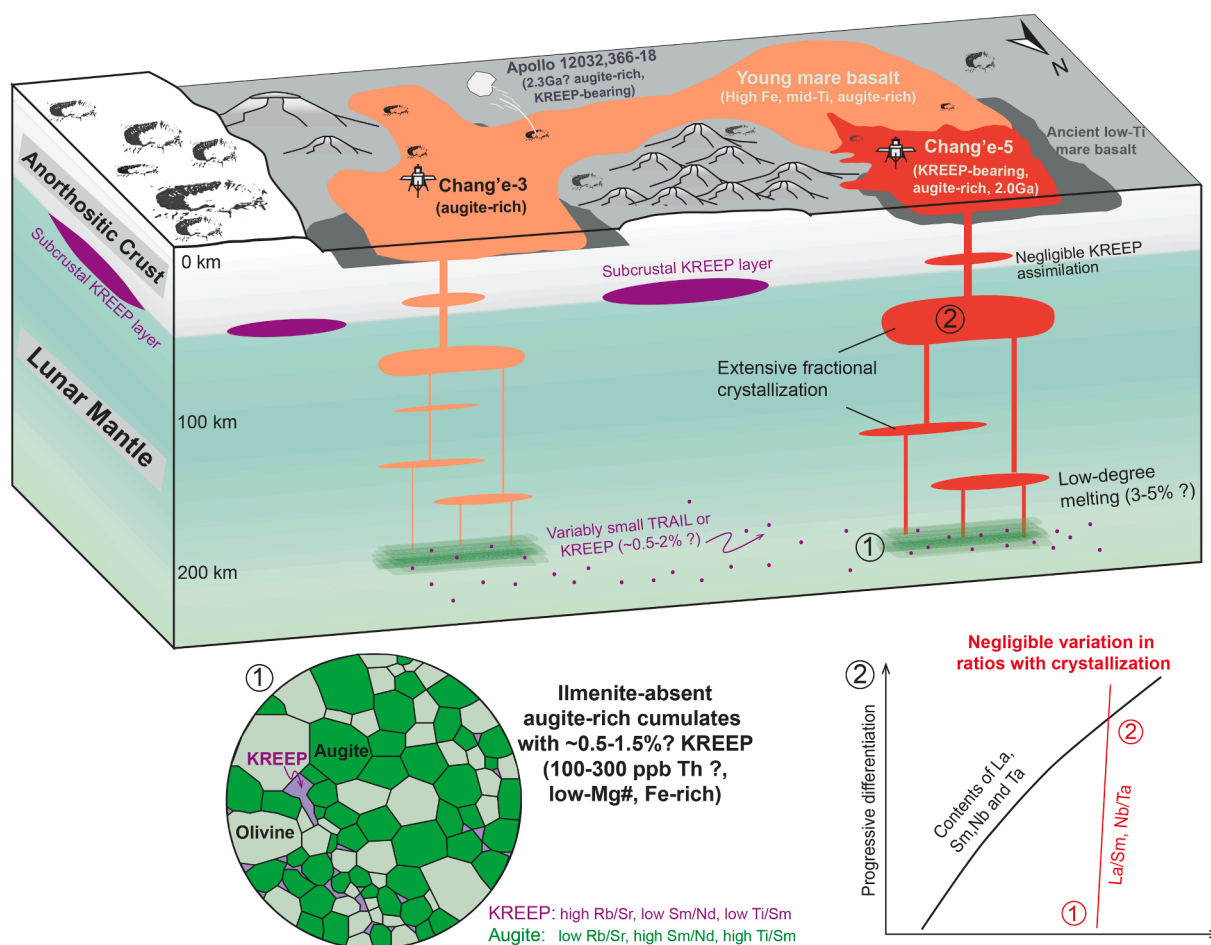 Apollo 12032,366-18
(2.3Ga? augite-rich,
KREEP-bearing)
Young mare basalt
(High Fe, mid-Ti, augite-rich)
N
Ancient low-Ti
mare basalt
Chang’e-3
(augite-rich)
Chang’e-5
(KREEP-bearing,
augite-rich, 2.0Ga)
Anorthositic Crust
Subcrustal KREEP layer
Lunar Mantle
0 km
100 km
200 km
Subcrustal KREEP layer
Negligible KREEP
assimilation
2
Extensive fractional
crystallization
Low-degree
melting (3-5% ?)
Variably small TRAIL or
KREEP (~0.5-2% ?)
1
1
KREEP
Augite
Olivine
Ilmenite-absent
augite-rich cumulates
with ~0.5-1.5%? KREEP
(100-300 ppb Th ?,
low-Mg#, Fe-rich)
KREEP: high Rb/Sr, low Sm/Nd, low Ti/Sm
Augite: low Rb/Sr, high Sm/Nd, high Ti/Sm
Negligible variation in
ratios with crystallization
2
Progressive differentiation
Contents of La,
Sm,Nb and Ta
La/Sm, Nb/Ta
2
1